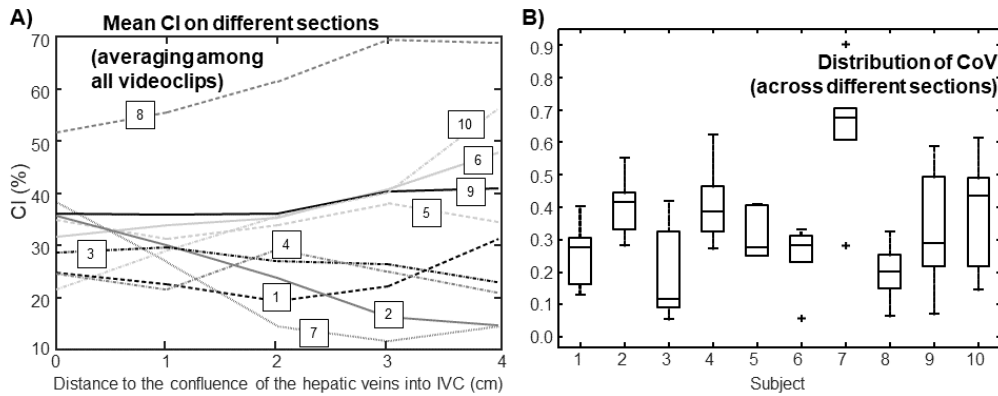 A)
Mean CI on different sections
(averaging among
all videoclips)
CI (%)
70
60
50
40
30
20
10
8
10
6
9
5
3
4
1
2
7
0 1 2 3 4
Distance to the confluence of the hepatic veins into IVC (cm)
B)
Distribution of CoV
(across different sections)
0.9
0.8
0.7
0.6
0.5
0.4
0.3
0.2
0.1
0.0
1 2 3 4 5 6 7 8 9 10
Subject